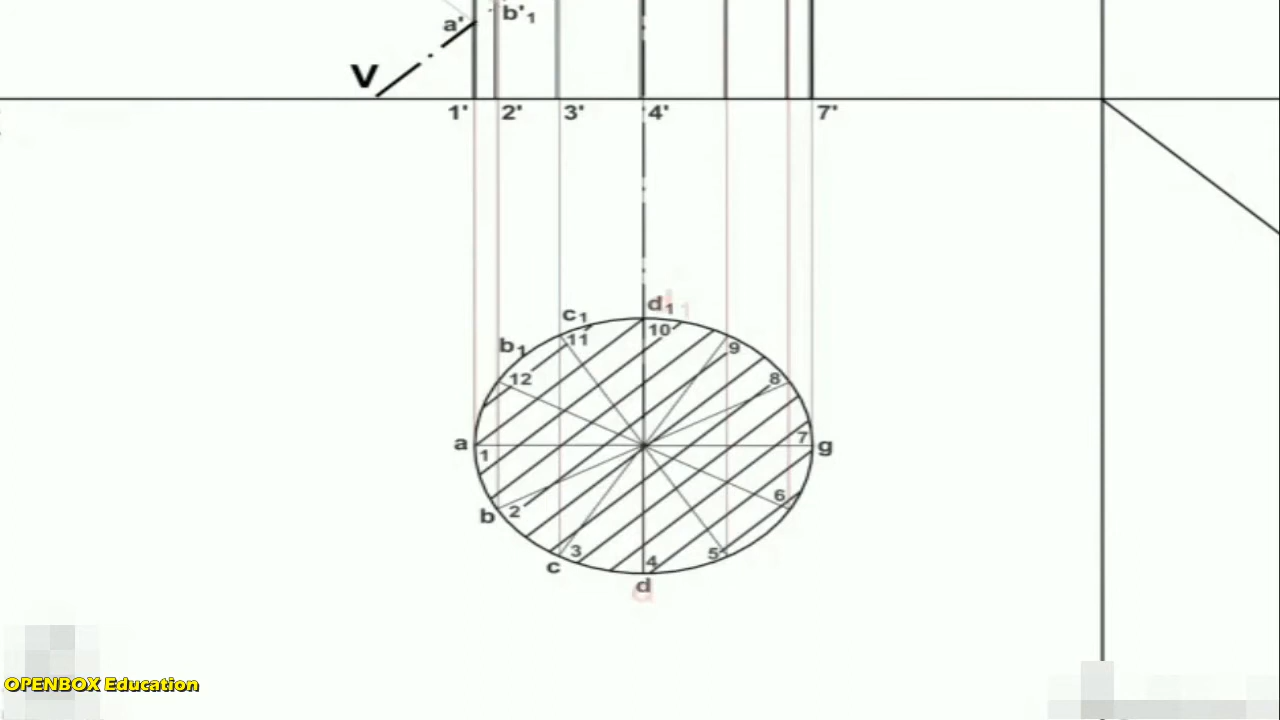 a' b'1
V
1' 2' 3' 4' 7'
c1 d1
10
b1 11 9
12 8
a 1 7 g
b 2 6
c 3 4 5
d
OPENBOX Education